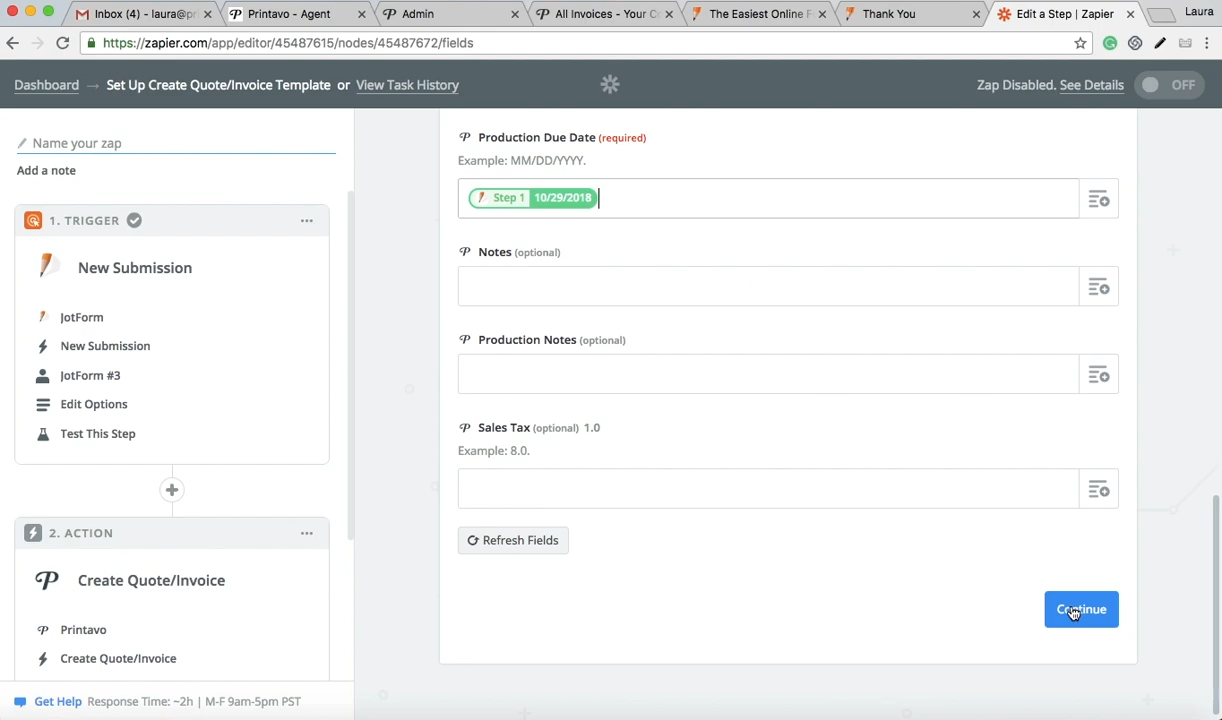 Inbox (4) - laura@pri
Printavo - Agent
Admin
All Invoices - Your C
The Easiest Online F
Thank You
Edit a Step | Zapier
Laura
https://zapier.com/app/editor/45487615/nodes/45487672/fields
Dashboard → Set Up Create Quote/Invoice Template or View Task History
Zap Disabled. See Details
OFF
Name your zap
Add a note
1. TRIGGER
New Submission
JotForm
New Submission
JotForm #3
Edit Options
Test This Step
2. ACTION
Create Quote/Invoice
Printavo
Create Quote/Invoice
Get Help Response Time: ~2h | M-F 9am-5pm PST
Production Due Date (required)
Example: MM/DD/YYYY.
Step 1 10/29/2018
Notes (optional)
Production Notes (optional)
Sales Tax (optional) 1.0
Example: 8.0.
Refresh Fields
Continue